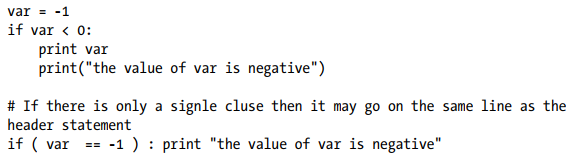 var = -1
if var < 0:
    print var
    print("the value of var is negative")

# If there is only a signle cluse then it may go on the same line as the
header statement
if ( var  == -1 ) : print "the value of var is negative"